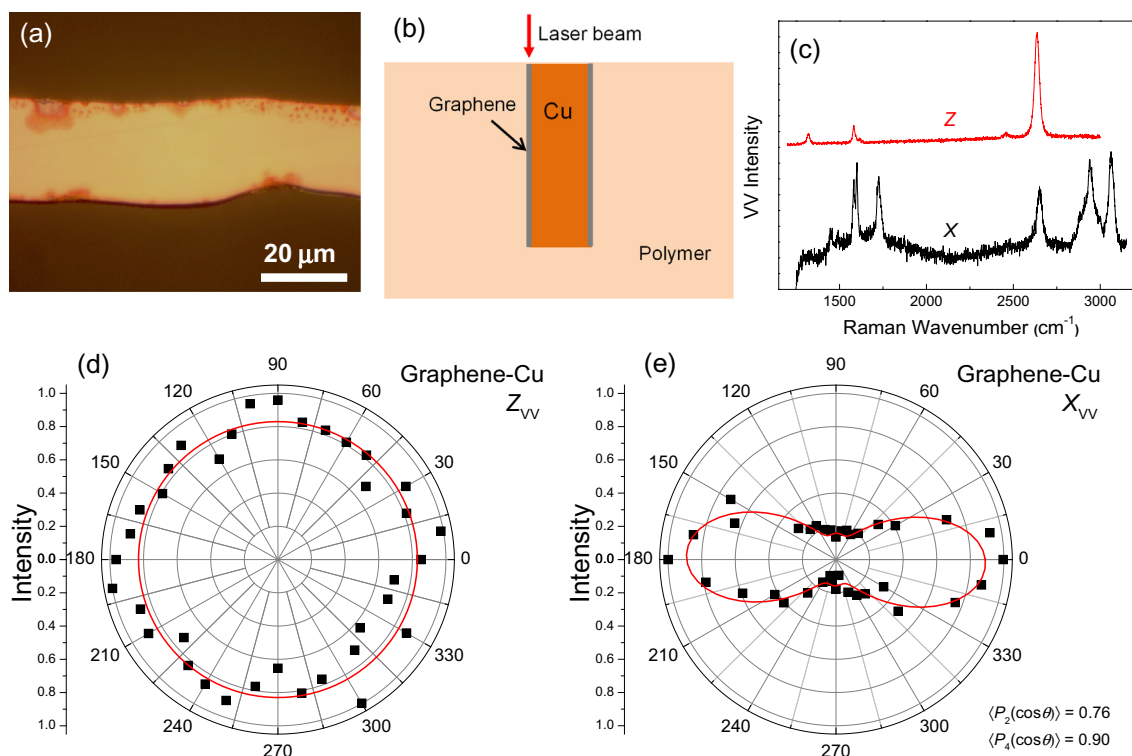 (a)
20 μm
(b)
Laser beam
Graphene
Cu
Polymer
(c)
VV Intensity
Z
X
1500 2000 2500 3000
Raman Wavenumber (cm⁻¹)
(d)
Graphene-Cu
Z_VV
Intensity
1.0
0.8
0.6
0.4
0.2
0.0
0.2
0.4
0.6
0.8
1.0
0
30
60
90
120
150
180
210
240
270
300
330
(e)
Graphene-Cu
X_VV
Intensity
1.0
0.8
0.6
0.4
0.2
0.0
0.2
0.4
0.6
0.8
1.0
0
30
60
90
120
150
180
210
240
270
300
330
⟨P₂(cosθ)⟩ = 0.76
⟨P₄(cosθ)⟩ = 0.90